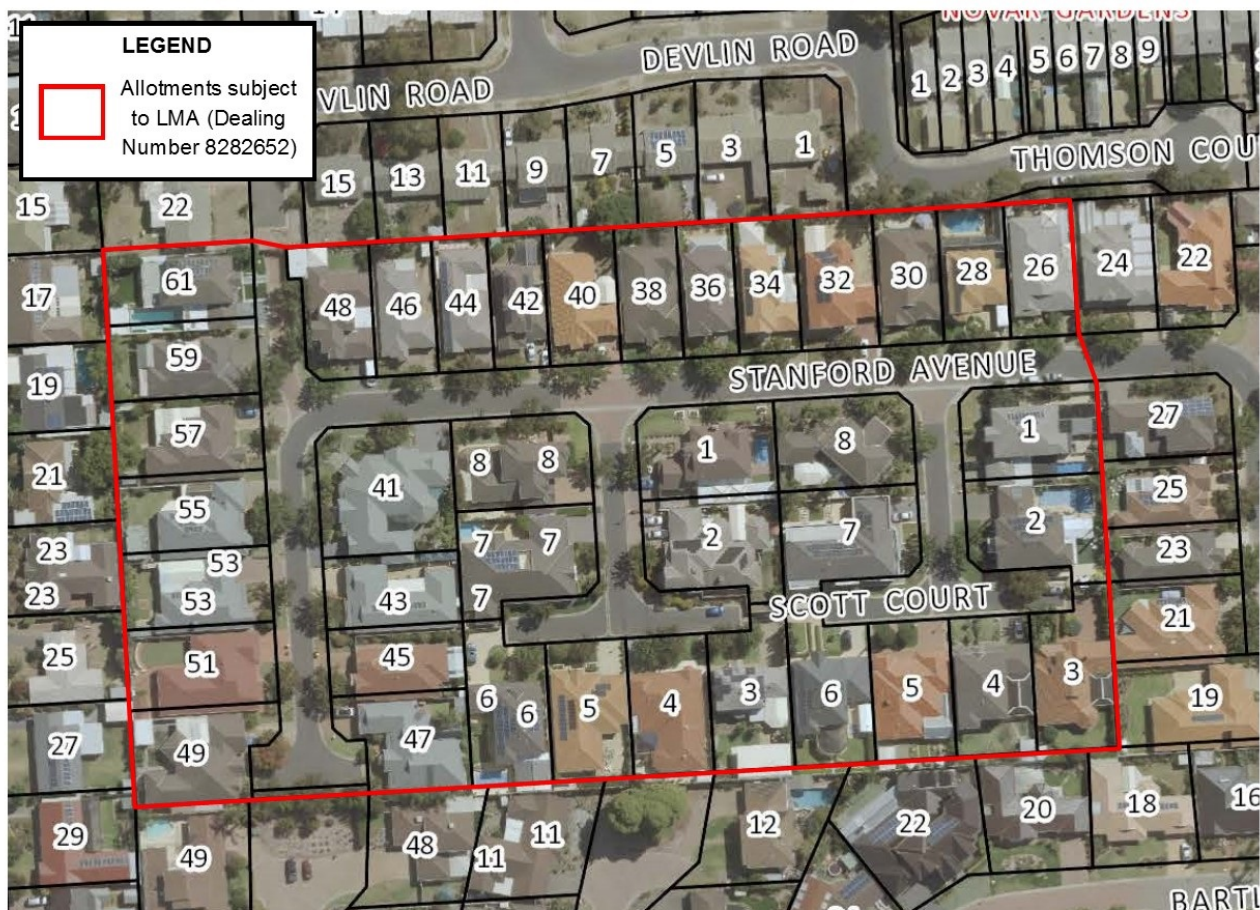 NOVAR GARDENS
LEGEND
Allotments subject
to LMA (Dealing
Number 8282652)
DEVLIN ROAD
VLIN ROAD
1 2 3 4 5 6 7 8 9
THOMSON COU
15 13 11 9 7 5 3 1
15 22
17 61 48 46 44 42 40 38 36 34 32 30 28 26 24 22
19 59
STANFORD AVENUE
57 41 8 8 1 8 1 27
21 55 7 7 2 7 2 25
23 53 23
23 53 43 7
SCOTT COURT
21
25 51 45 6 6 5 4 3 6 5 4 3 19
27 49 47
29 49 48 11 11 12 22 20 18 16
BARTL